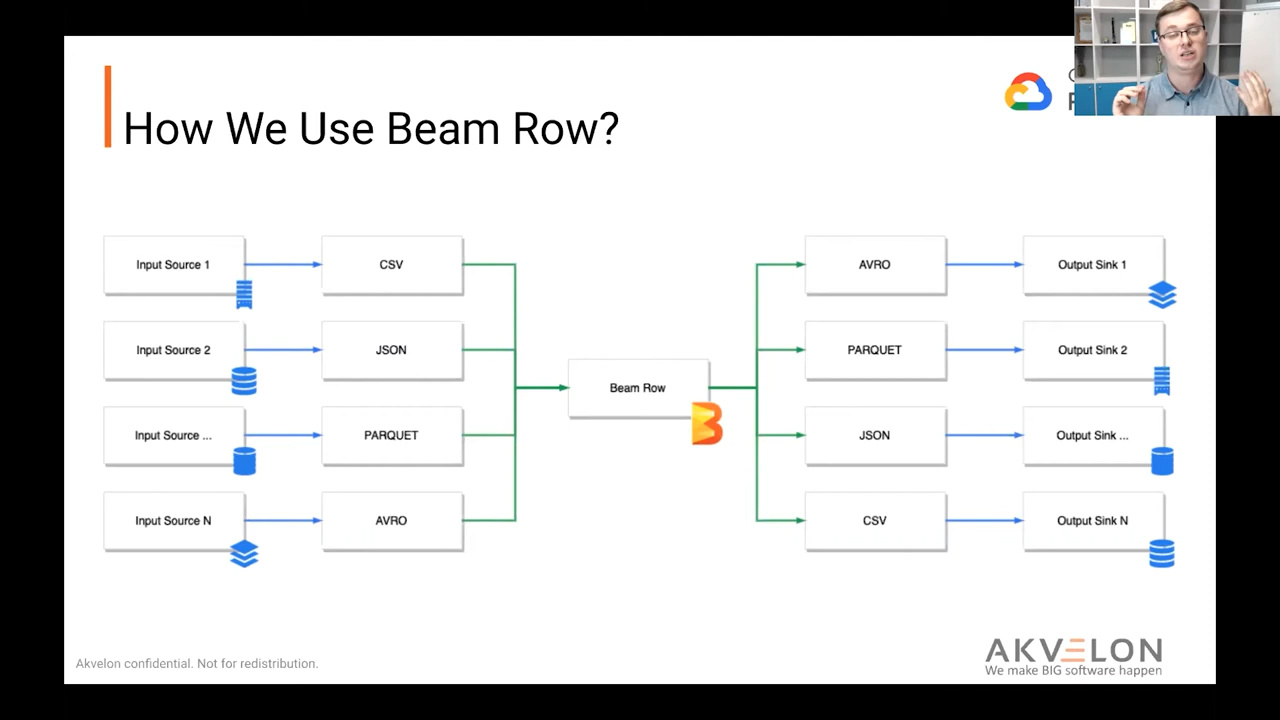 How We Use Beam Row?
Input Source 1
CSV
AVRO
Output Sink 1
Input Source 2
JSON
PARQUET
Output Sink 2
Beam Row
Input Source ...
PARQUET
JSON
Output Sink ...
Input Source N
AVRO
CSV
Output Sink N
Akvelon confidential. Not for redistribution.
AKVELON
We make BIG software happen